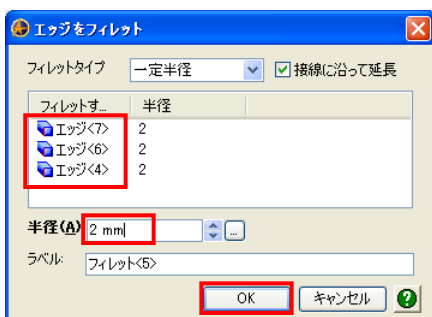 エッジをフィレット
フィレットタイプ 一定半径 接線に沿って延長
フィレットす... 半径
エッジ<7> 2
エッジ<6> 2
エッジ<4> 2
半径(A) 2 mm ...
ラベル: フィレット<5>
OK キャンセル ?